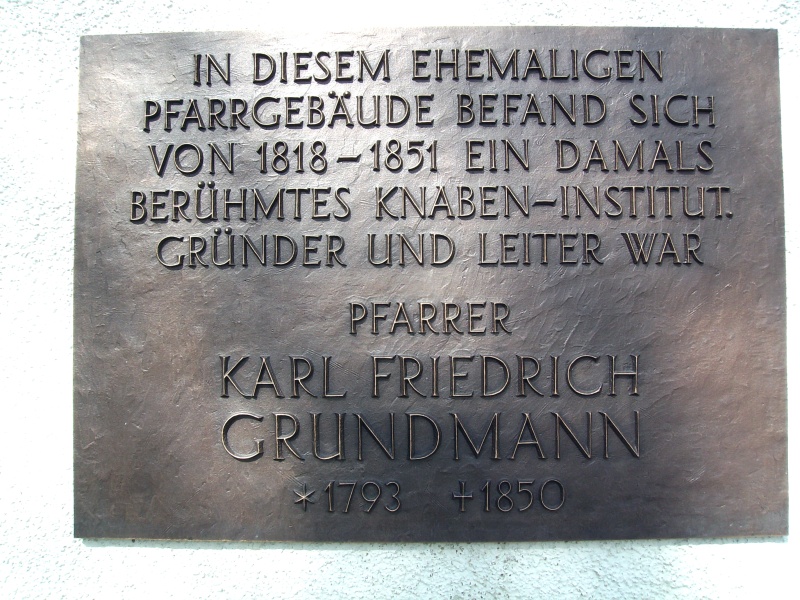 IN DIESEM EHEMALIGEN
PFARRGEBÄUDE BEFAND SICH
VON 1818–1851 EIN DAMALS
BERÜHMTES KNABEN–INSTITUT.
GRÜNDER UND LEITER WAR
PFARRER
KARL FRIEDRICH
GRUNDMANN
*1793 †1850